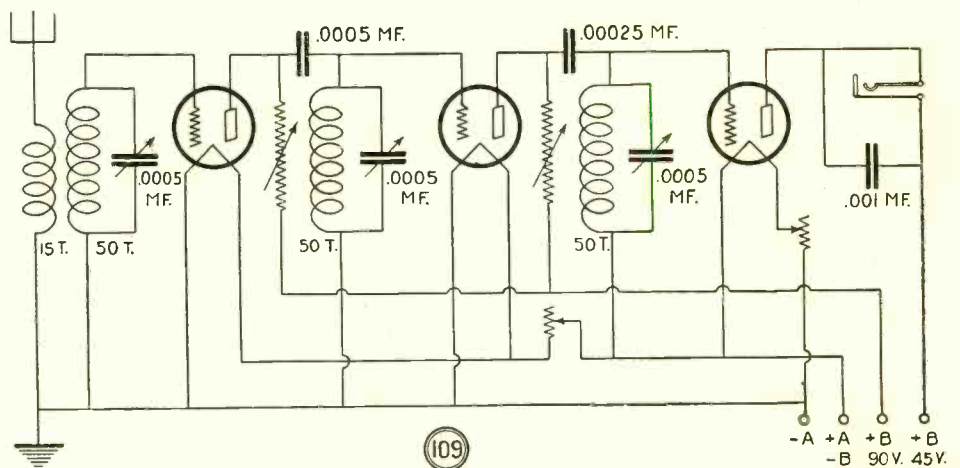 .0005 MF.
.00025 MF.
.0005
MF.
.0005
MF.
.0005
MF.
.001 MF.
15 T.
50 T.
50 T.
50 T.
-A +A +B +B
-B 90 V. 45 V.
109